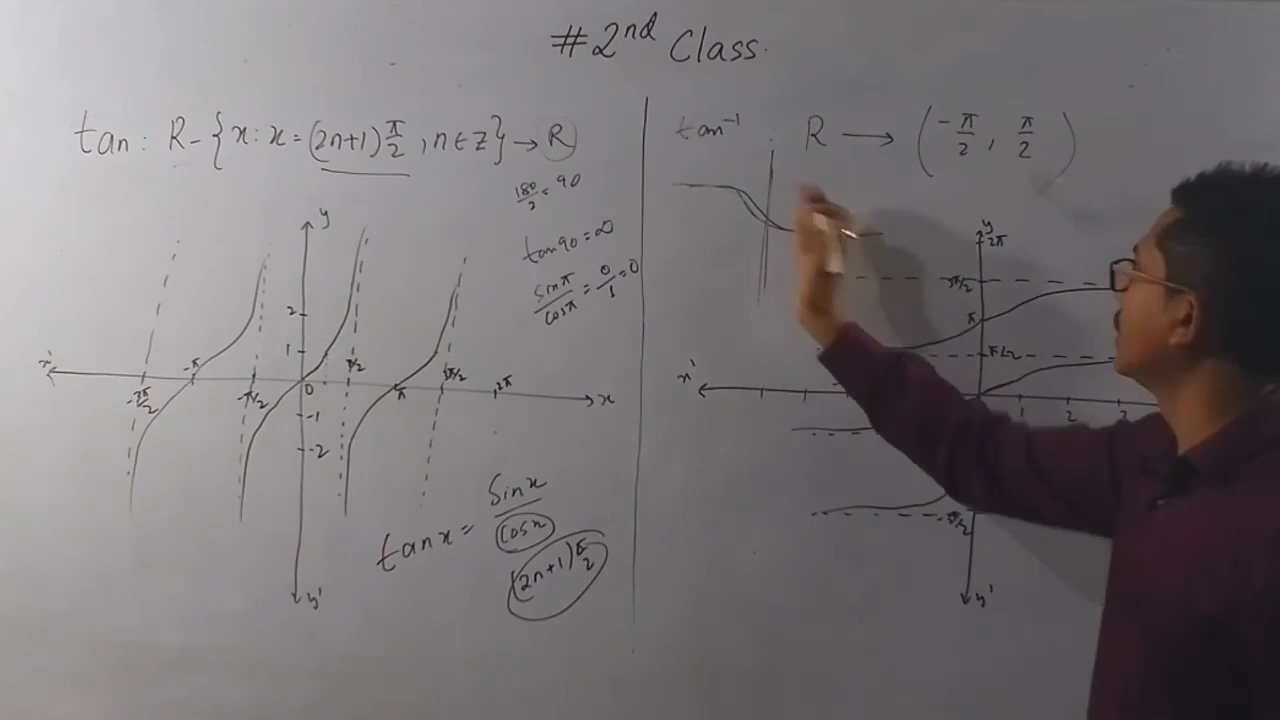 #2nd Class.
tan : R - {x : x = (2n+1) π/2 , n ∈ z} → R
180/2 = 90
tan 90 = ∞
sin π / cos π = 0/1 = 0
y
2
1
x' -3π/2 -π -π/2 0 π/2 π 3π/2 2π x
-1
-2
y'
tan x = sin x / cos x
(2n+1) π/2
tan⁻¹ : R → (-π/2 , π/2)
y
2π
3π/2
π
π/2
x' 1 2 3
-3π/2
y'